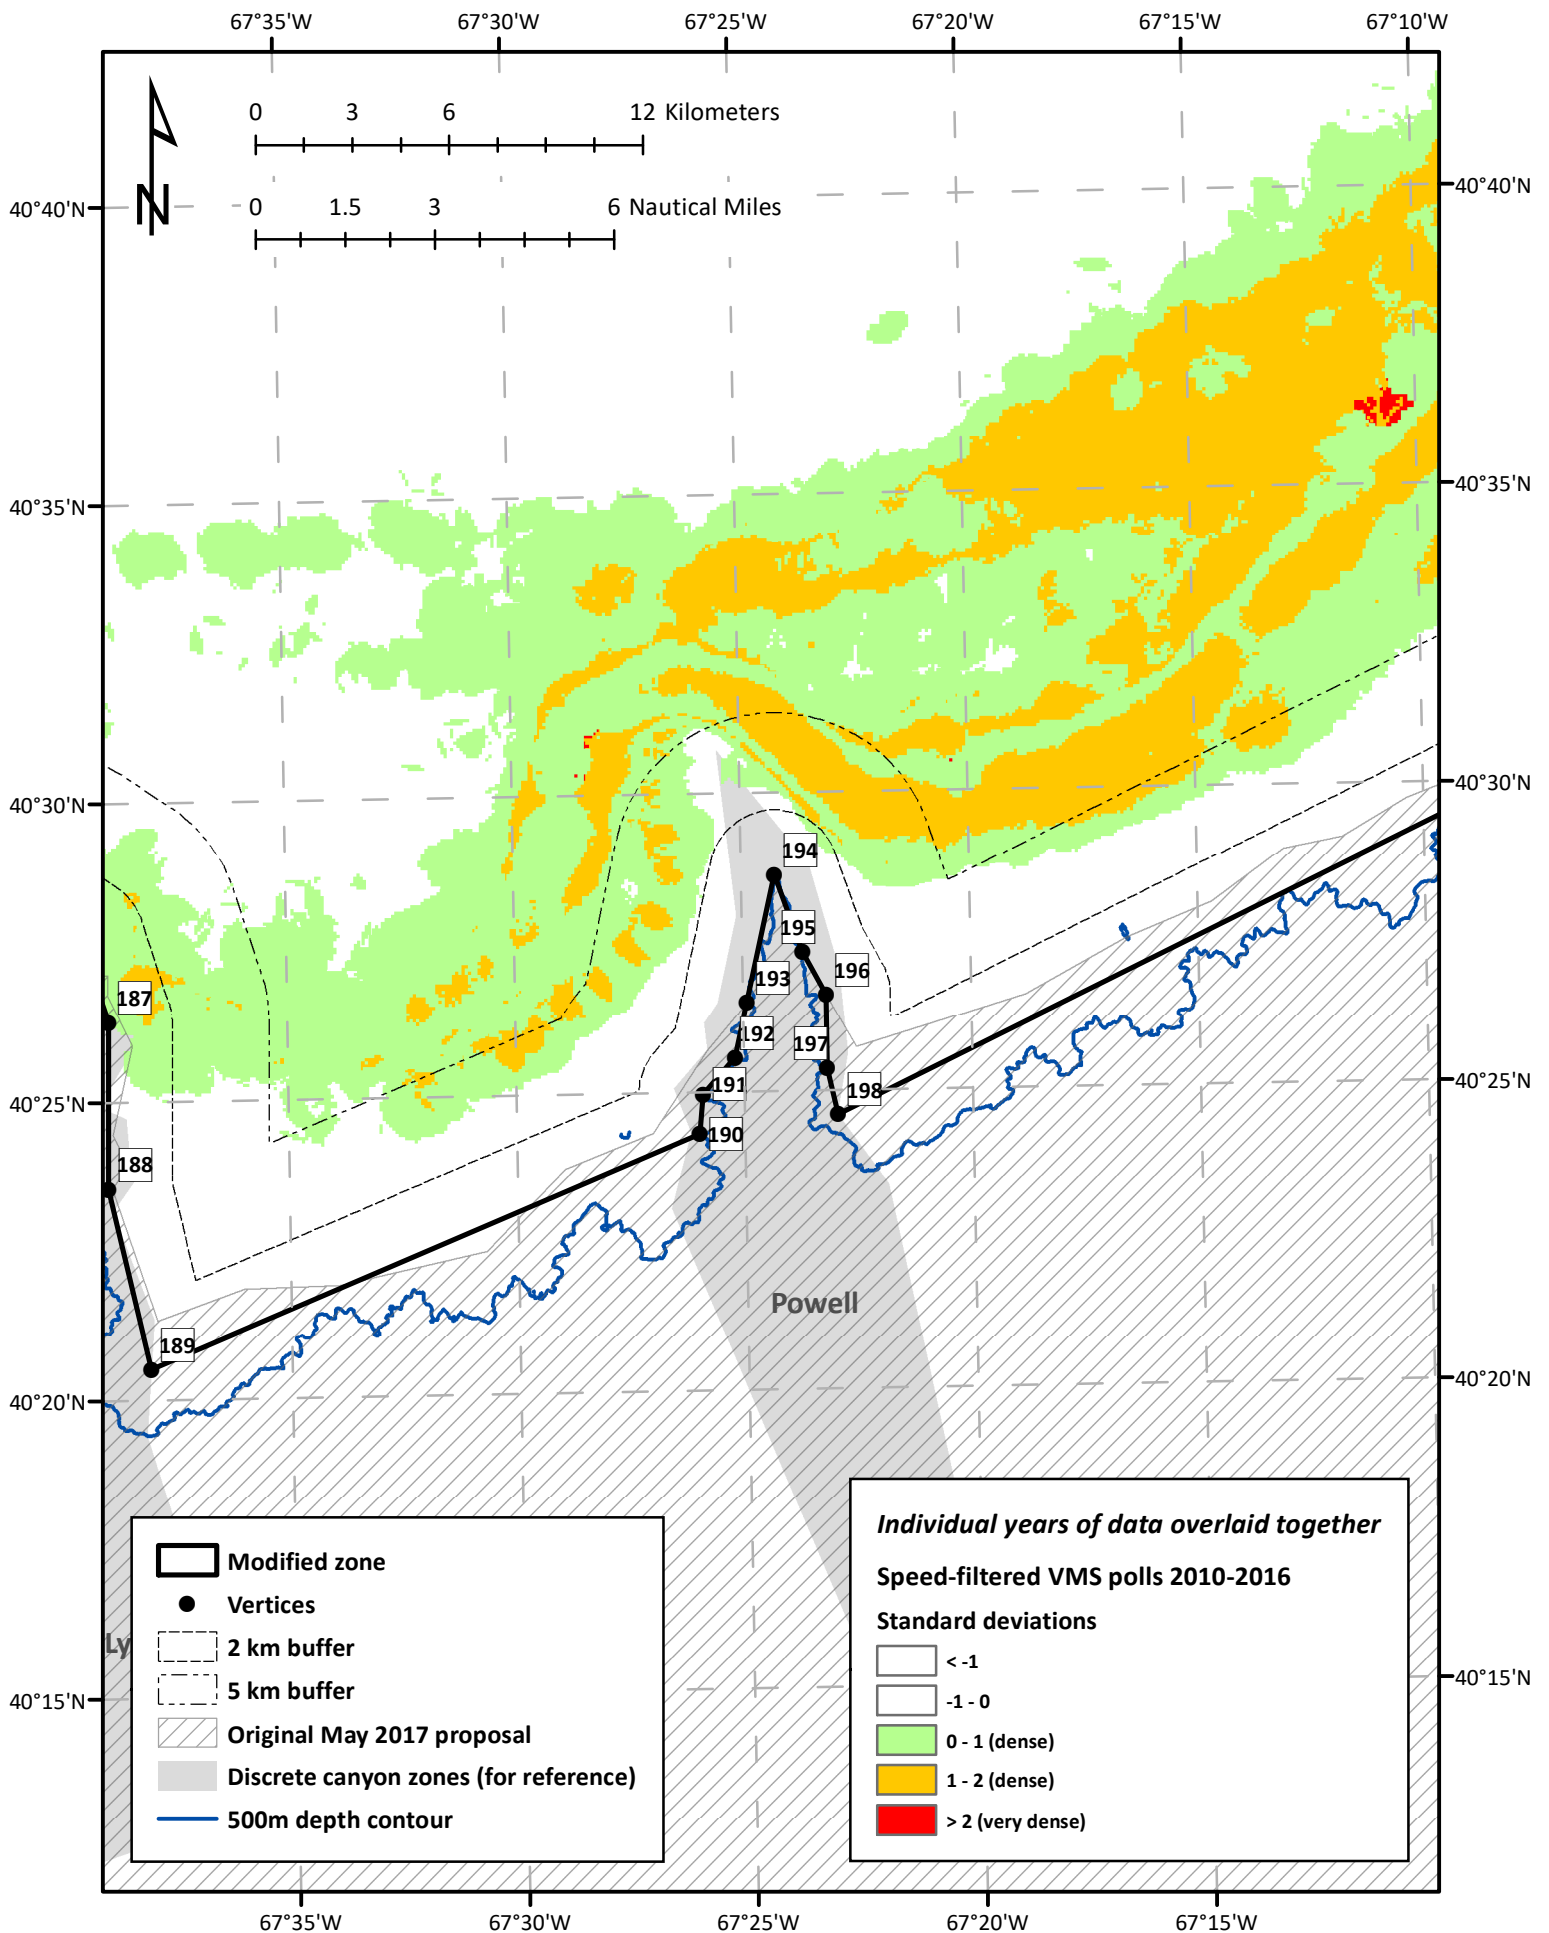 67°35'W 67°30'W 67°25'W 67°20'W 67°15'W 67°10'W
0 3 6 12 Kilometers
N
0 1.5 3 6 Nautical Miles
40°40'N 40°40'N
40°35'N 40°35'N
40°30'N 40°30'N
194
195
196
193
187
192
197
191
198
40°25'N 40°25'N
190
188
Powell
189
40°20'N 40°20'N
Ly
40°15'N 40°15'N
Modified zone
Vertices
2 km buffer
5 km buffer
Original May 2017 proposal
Discrete canyon zones (for reference)
500m depth contour
Individual years of data overlaid together
Speed-filtered VMS polls 2010-2016
Standard deviations
< -1
-1 - 0
0 - 1 (dense)
1 - 2 (dense)
> 2 (very dense)
67°35'W 67°30'W 67°25'W 67°20'W 67°15'W